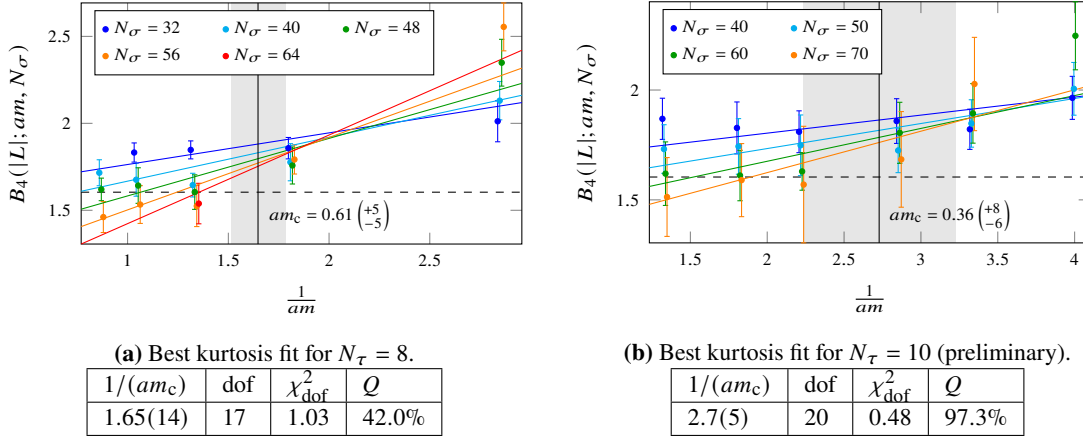 B₄(|L|; am, N_σ)
2.5
2
1.5
N_σ = 32 N_σ = 40 N_σ = 48
N_σ = 56 N_σ = 64
am_c = 0.61 (+5 −5)
1 1.5 2 2.5
1/am
(a) Best kurtosis fit for N_τ = 8.
1/(am_c) dof χ²_dof Q
1.65(14) 17 1.03 42.0%
B₄(|L|; am, N_σ)
2.5
2
1.5
N_σ = 40 N_σ = 50
N_σ = 60 N_σ = 70
am_c = 0.36 (+8 −6)
1.5 2 2.5 3 3.5 4
1/am
(b) Best kurtosis fit for N_τ = 10 (preliminary).
1/(am_c) dof χ²_dof Q
2.7(5) 20 0.48 97.3%